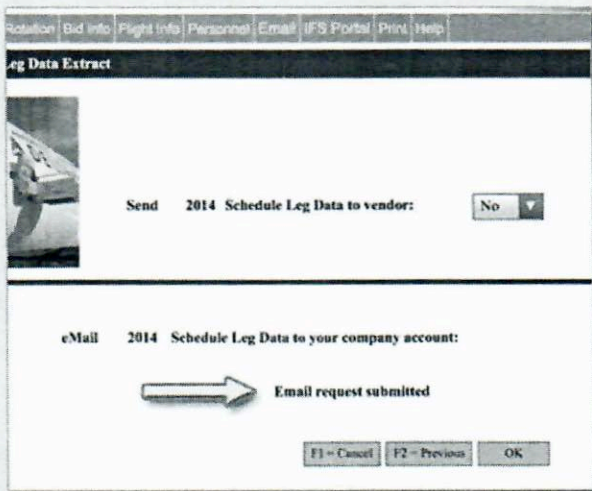 Rotation Bid Info Flight Info Personnel Email IFS Portal Print Help
Leg Data Extract
Send 2014 Schedule Leg Data to vendor: No
eMail 2014 Schedule Leg Data to your company account:
Email request submitted
F1 = Cancel F2 = Previous OK